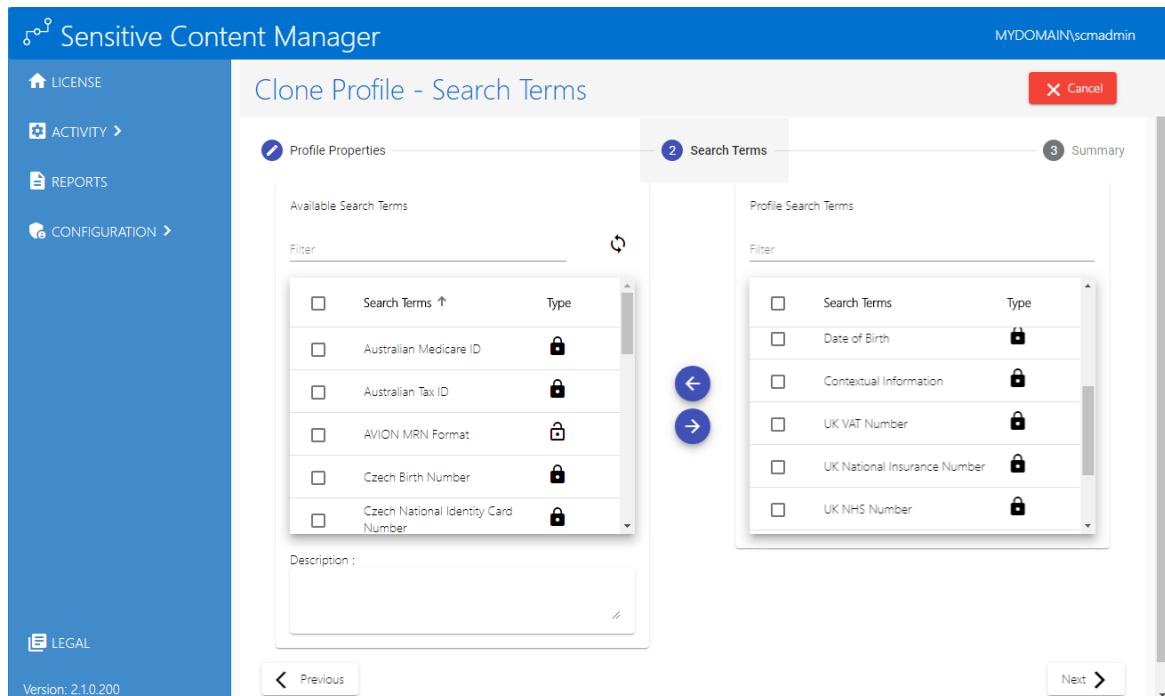 Sensitive Content Manager
MYDOMAIN\scmadmin
LICENSE
ACTIVITY
REPORTS
CONFIGURATION
LEGAL
Version: 2.1.0.200
Clone Profile - Search Terms
Cancel
Profile Properties
2 Search Terms
3 Summary
Available Search Terms
Filter
Search Terms Type
Australian Medicare ID
Australian Tax ID
AVION MRN Format
Czech Birth Number
Czech National Identity Card
Number
Description :
Profile Search Terms
Filter
Search Terms Type
Date of Birth
Contextual Information
UK VAT Number
UK National Insurance Number
UK NHS Number
Previous
Next